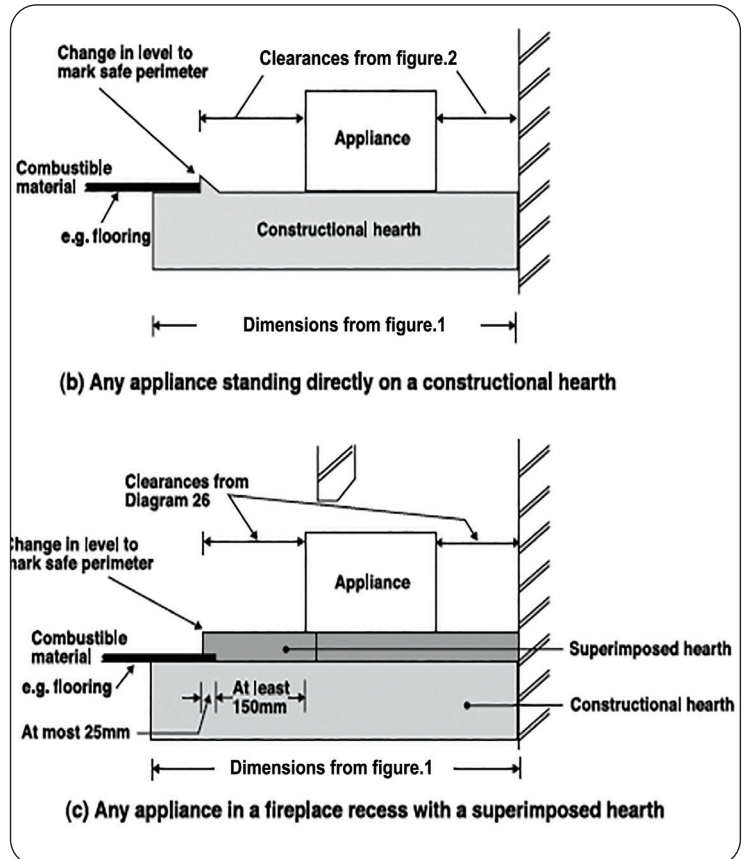 Change in level to
mark safe perimeter
Clearances from figure.2
Appliance
Combustible
material
e.g. flooring
Constructional hearth
Dimensions from figure.1
(b) Any appliance standing directly on a constructional hearth
Clearances from
Diagram 26
Change in level to
mark safe perimeter
Appliance
Combustible
material
Superimposed hearth
e.g. flooring
At least
150mm
Constructional hearth
At most 25mm
Dimensions from figure.1
(c) Any appliance in a fireplace recess with a superimposed hearth